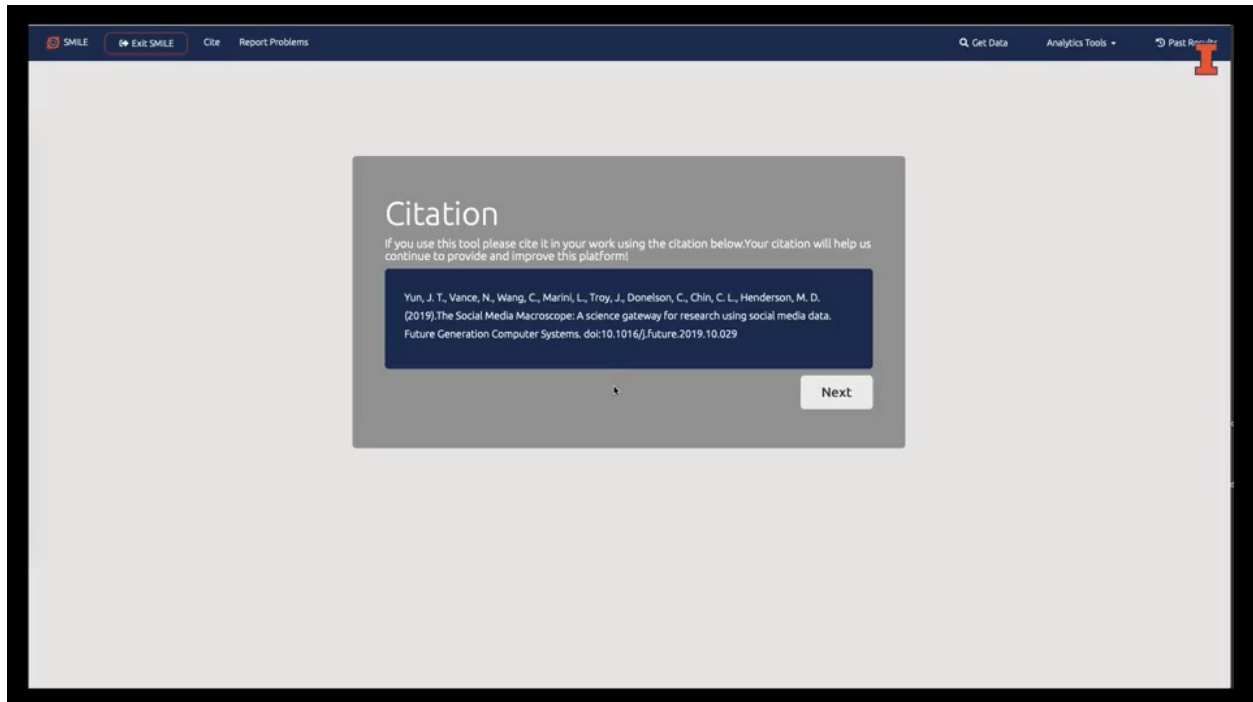 SMILE Exit SMILE Cite Report Problems Get Data Analytics Tools Past Results
Citation
If you use this tool please cite it in your work using the citation below.Your citation will help us
continue to provide and improve this platform!
Yun, J. T., Vance, N., Wang, C., Marini, L., Troy, J., Donelson, C., Chin, C. L., Henderson, M. D.
(2019).The Social Media Macroscope: A science gateway for research using social media data.
Future Generation Computer Systems. doi:10.1016/j.future.2019.10.029
Next